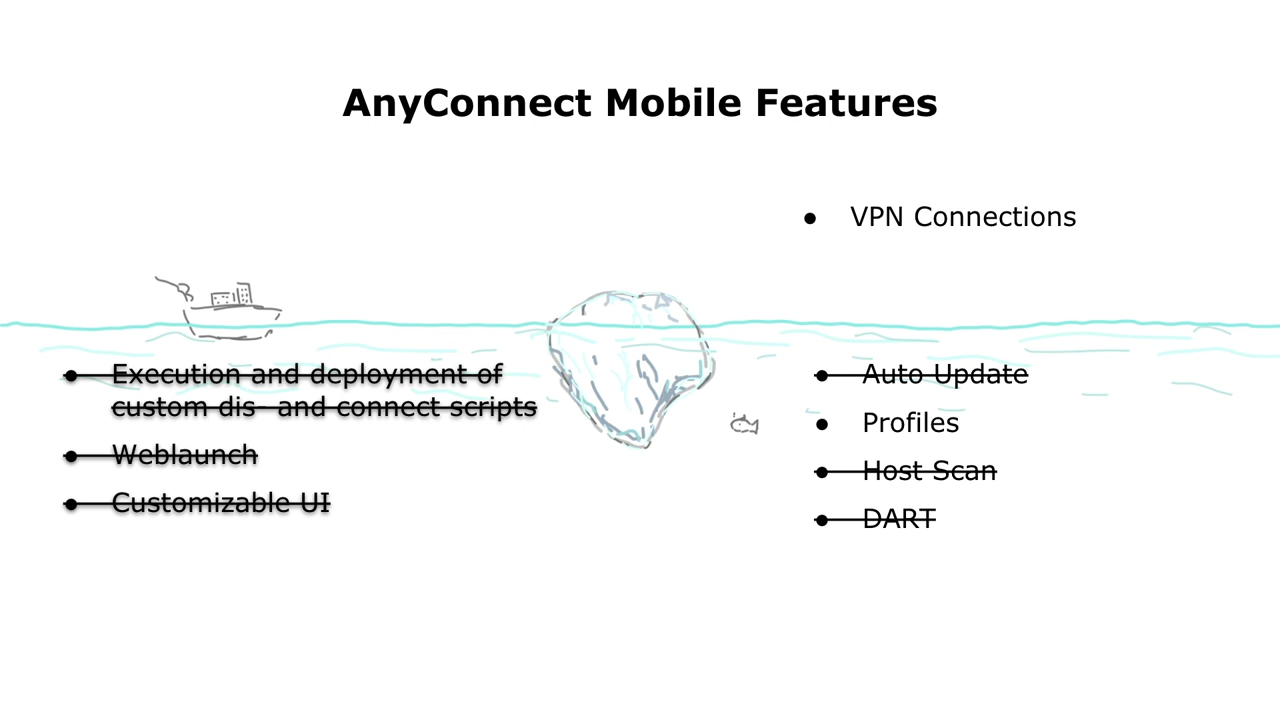 AnyConnect Mobile Features
● VPN Connections
● Execution and deployment of
custom dis- and connect scripts
● Weblaunch
● Customizable UI
● Auto Update
● Profiles
● Host Scan
● DART